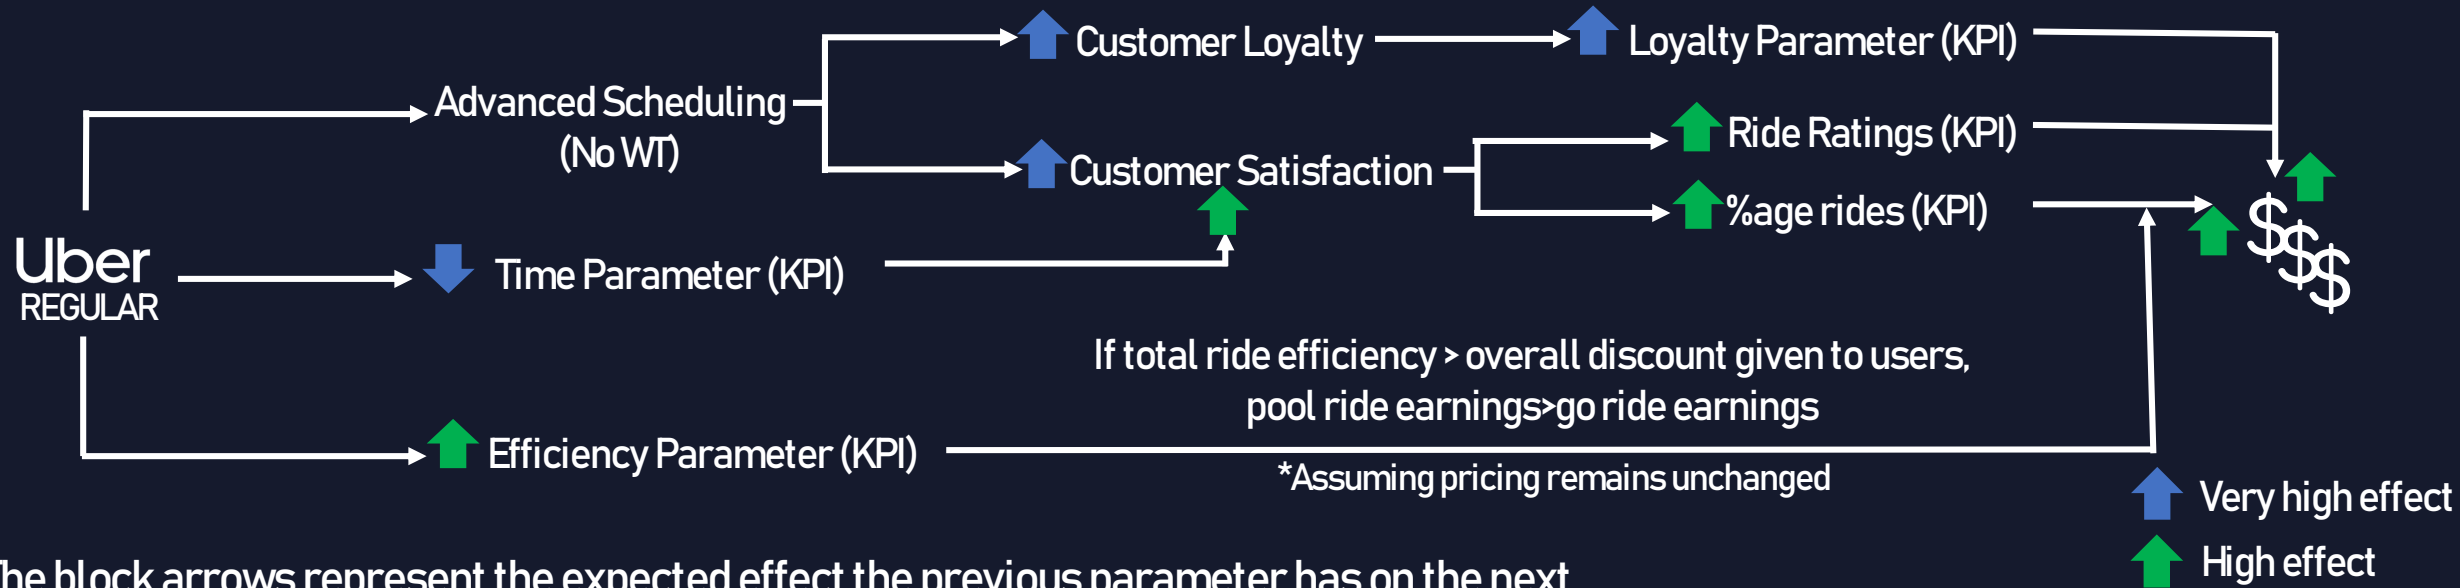 Customer Loyalty
Loyalty Parameter (KPI)
Advanced Scheduling
(No WT)
Ride Ratings (KPI)
Customer Satisfaction
%age rides (KPI)
Uber
REGULAR
Time Parameter (KPI)
$$$
If total ride efficiency > overall discount given to users,
pool ride earnings>go ride earnings
Efficiency Parameter (KPI)
*Assuming pricing remains unchanged
Very high effect
High effect
The block arrows represent the expected effect the previous parameter has on the next